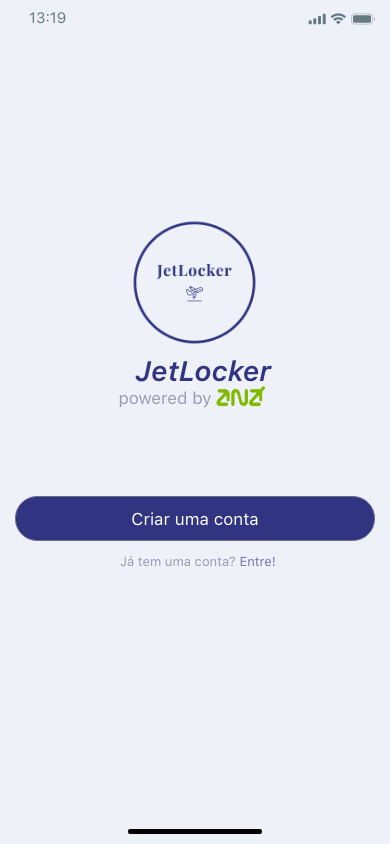 13:19
JetLocker
JetLocker
powered by ANZ
Criar uma conta
Já tem uma conta? Entre!